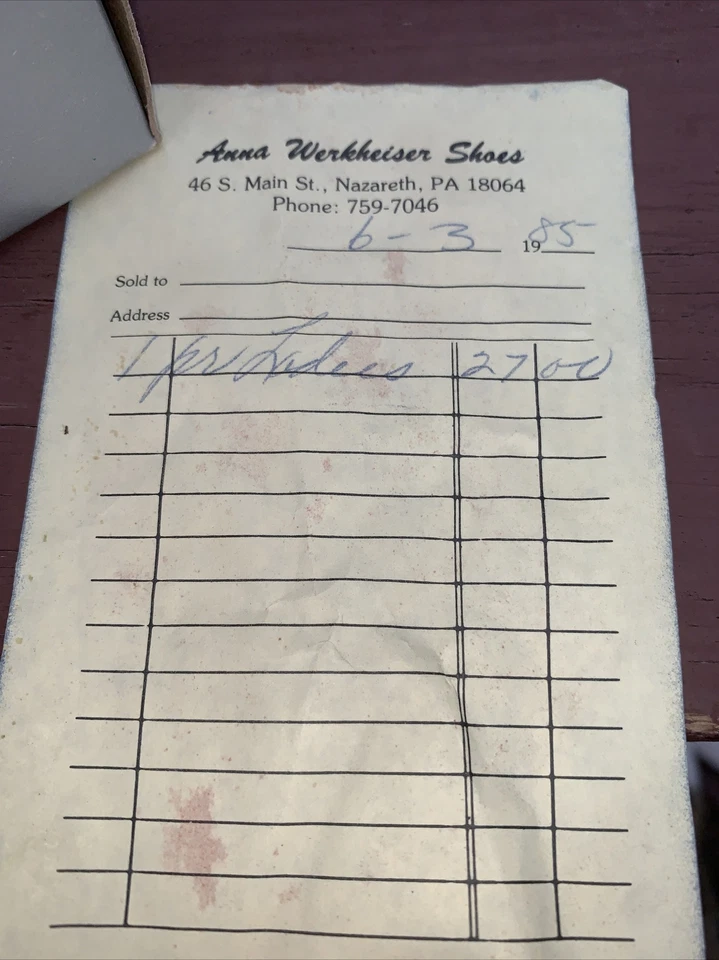 Anna Werkheiser Shoes
46 S. Main St., Nazareth, PA 18064
Phone: 759-7046
6-3 1985
Sold to
Address
1 pr Ladies 27 00